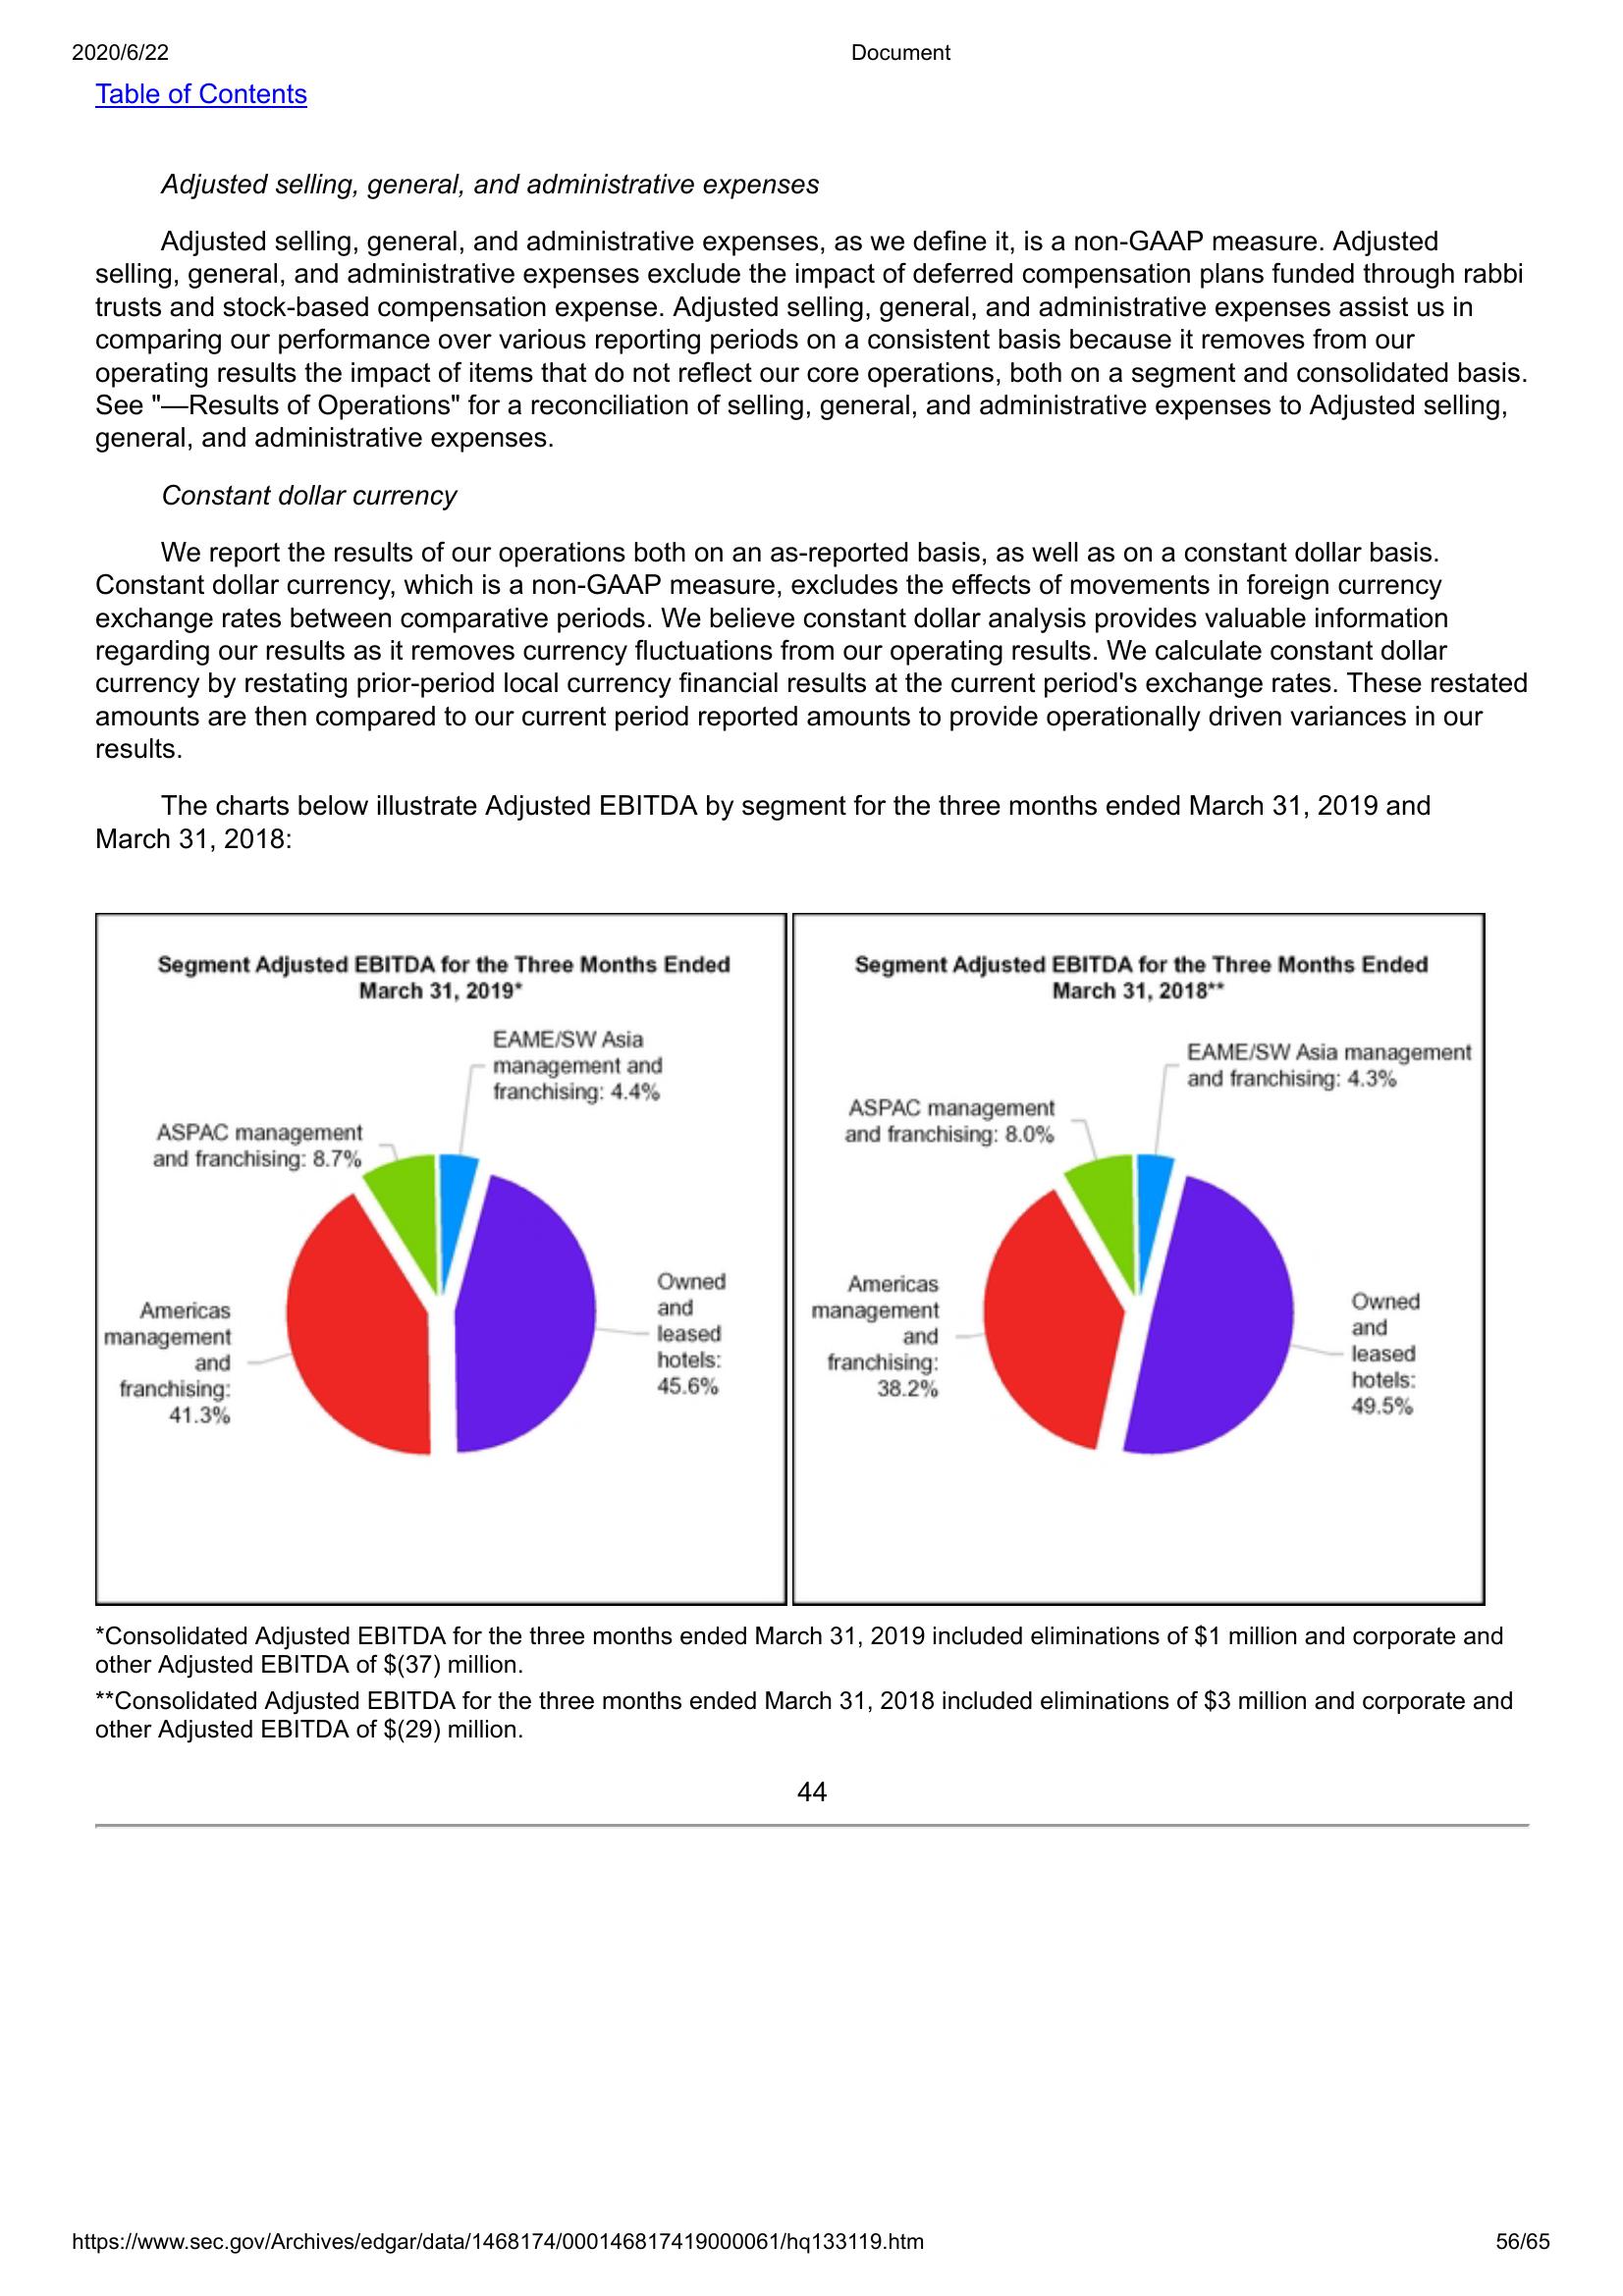 2020/6/22
Document
Table of Contents
Adjusted selling, general, and administrative expenses
Adjusted selling, general, and administrative expenses, as we define it, is a non-GAAP measure. Adjusted
selling, general, and administrative expenses exclude the impact of deferred compensation plans funded through rabbi
trusts and stock-based compensation expense. Adjusted selling, general, and administrative expenses assist us in
comparing our performance over various reporting periods on a consistent basis because it removes from our
operating results the impact of items that do not reflect our core operations, both on a segment and consolidated basis.
See "—Results of Operations" for a reconciliation of selling, general, and administrative expenses to Adjusted selling,
general, and administrative expenses.
Constant dollar currency
We report the results of our operations both on an as-reported basis, as well as on a constant dollar basis.
Constant dollar currency, which is a non-GAAP measure, excludes the effects of movements in foreign currency
exchange rates between comparative periods. We believe constant dollar analysis provides valuable information
regarding our results as it removes currency fluctuations from our operating results. We calculate constant dollar
currency by restating prior-period local currency financial results at the current period's exchange rates. These restated
amounts are then compared to our current period reported amounts to provide operationally driven variances in our
results.
The charts below illustrate Adjusted EBITDA by segment for the three months ended March 31, 2019 and
March 31, 2018:
Segment Adjusted EBITDA for the Three Months Ended
March 31, 2019*
EAME/SW Asia
management and
franchising: 4.4%
ASPAC management
and franchising: 8.7%
Americas
management
and
franchising:
41.3%
Owned
and
leased
hotels:
45.6%
Segment Adjusted EBITDA for the Three Months Ended
March 31, 2018**
EAME/SW Asia management
and franchising: 4.3%
ASPAC management
and franchising: 8.0%
Americas
management
and
franchising:
38.2%
Owned
and
leased
hotels:
49.5%
*Consolidated Adjusted EBITDA for the three months ended March 31, 2019 included eliminations of $1 million and corporate and
other Adjusted EBITDA of $(37) million.
**Consolidated Adjusted EBITDA for the three months ended March 31, 2018 included eliminations of $3 million and corporate and
other Adjusted EBITDA of $(29) million.
44
https://www.sec.gov/Archives/edgar/data/1468174/000146817419000061/hq133119.htm
56/65